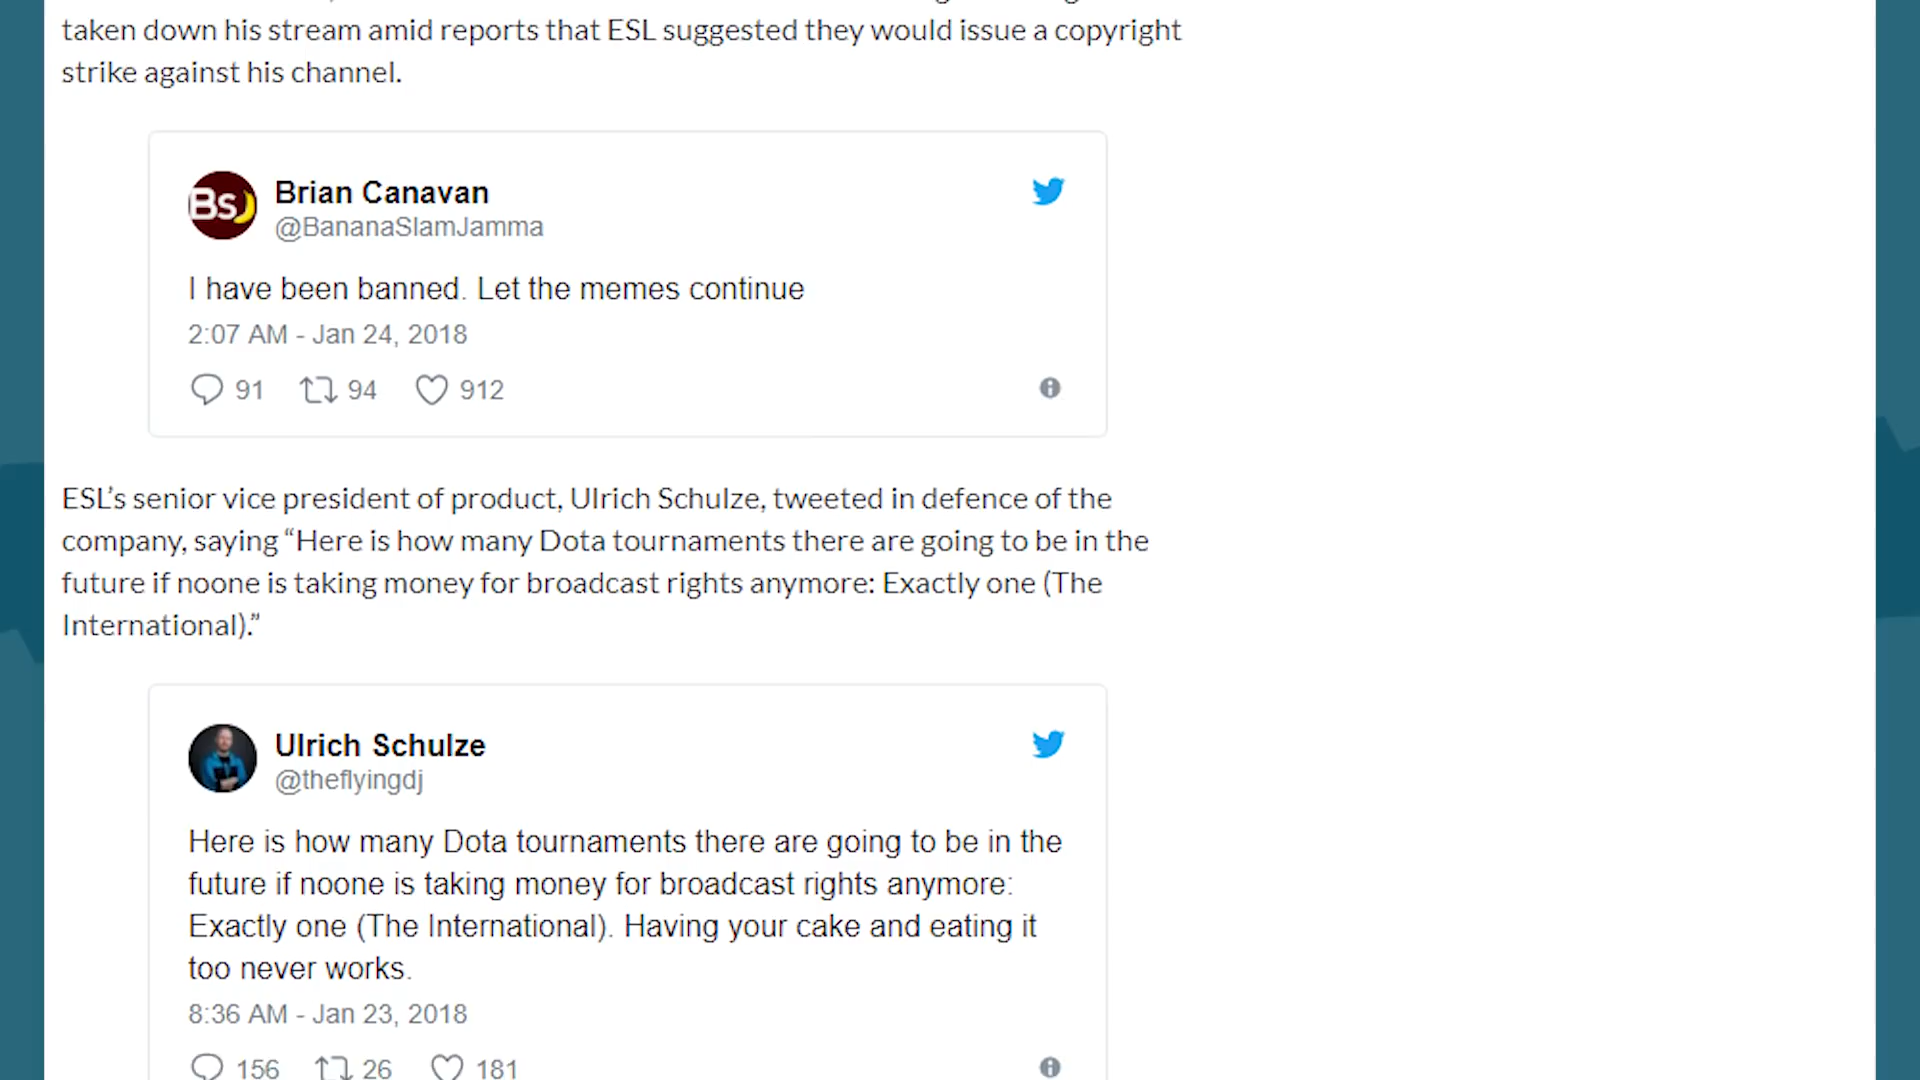 taken down his stream amid reports that ESL suggested they would issue a copyright
strike against his channel.
BSJ
Brian Canavan
@BananaSlamJamma
I have been banned. Let the memes continue
2:07 AM - Jan 24, 2018
91 94 912
ESL’s senior vice president of product, Ulrich Schulze, tweeted in defence of the
company, saying “Here is how many Dota tournaments there are going to be in the
future if noone is taking money for broadcast rights anymore: Exactly one (The
International).”
Ulrich Schulze
@theflyingdj
Here is how many Dota tournaments there are going to be in the
future if noone is taking money for broadcast rights anymore:
Exactly one (The International). Having your cake and eating it
too never works.
8:36 AM - Jan 23, 2018
156 26 181